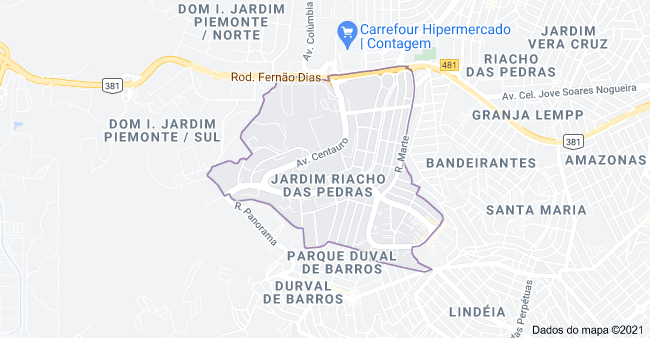 DOM I. JARDIM
PIEMONTE
/ NORTE
Av. Colúmbia
Carrefour Hipermercado
| Contagem
JARDIM
VERA CRUZ
RIACHO
DAS PEDRAS
481
Rod. Fernão Dias
381
Av. Cel. Jove Soares Nogueira
DOM I. JARDIM
PIEMONTE / SUL
GRANJA LEMPP
381
Av. Centauro
R. Marte
BANDEIRANTES
AMAZONAS
JARDIM RIACHO
DAS PEDRAS
R. Panorama
SANTA MARIA
PARQUE DUVAL
DE BARROS
DURVAL
DE BARROS
LINDÉIA
das Perpétuas
Dados do mapa ©2021